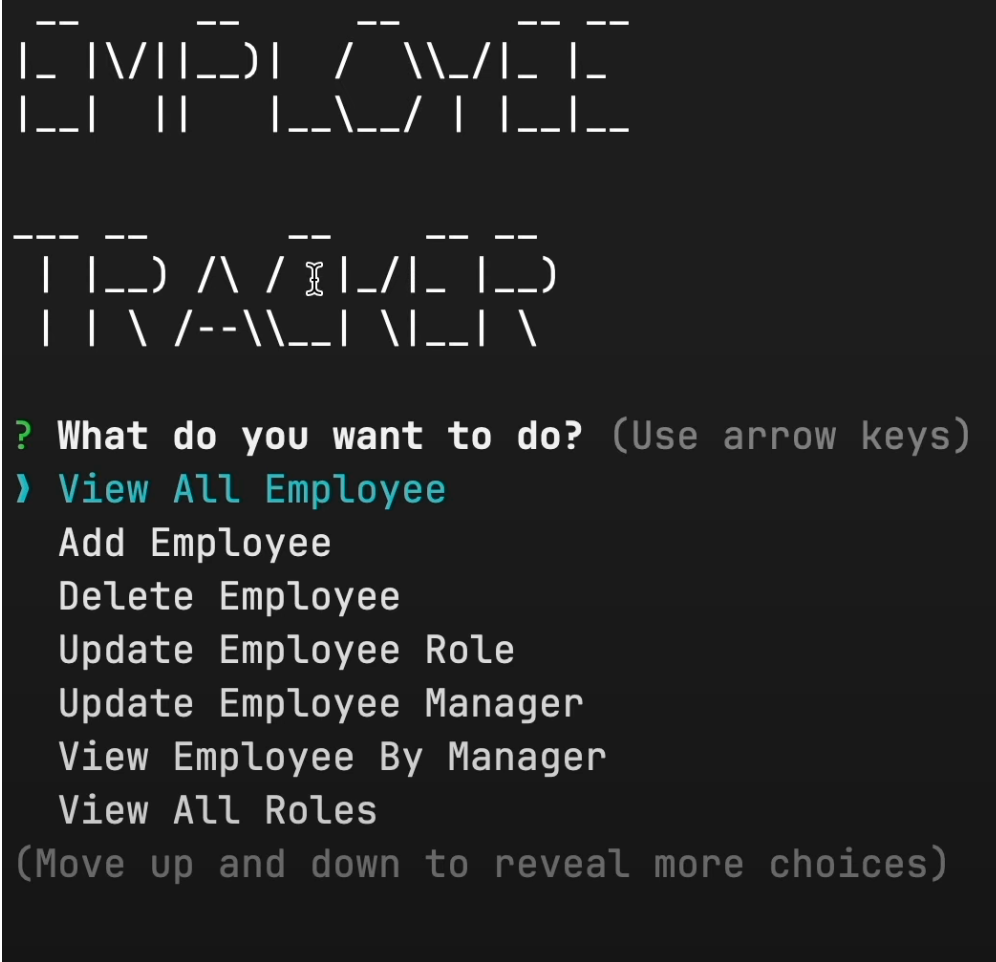 EMPLOYEE
TRACKER
? What do you want to do? (Use arrow keys)
❯ View All Employee
Add Employee
Delete Employee
Update Employee Role
Update Employee Manager
View Employee By Manager
View All Roles
(Move up and down to reveal more choices)